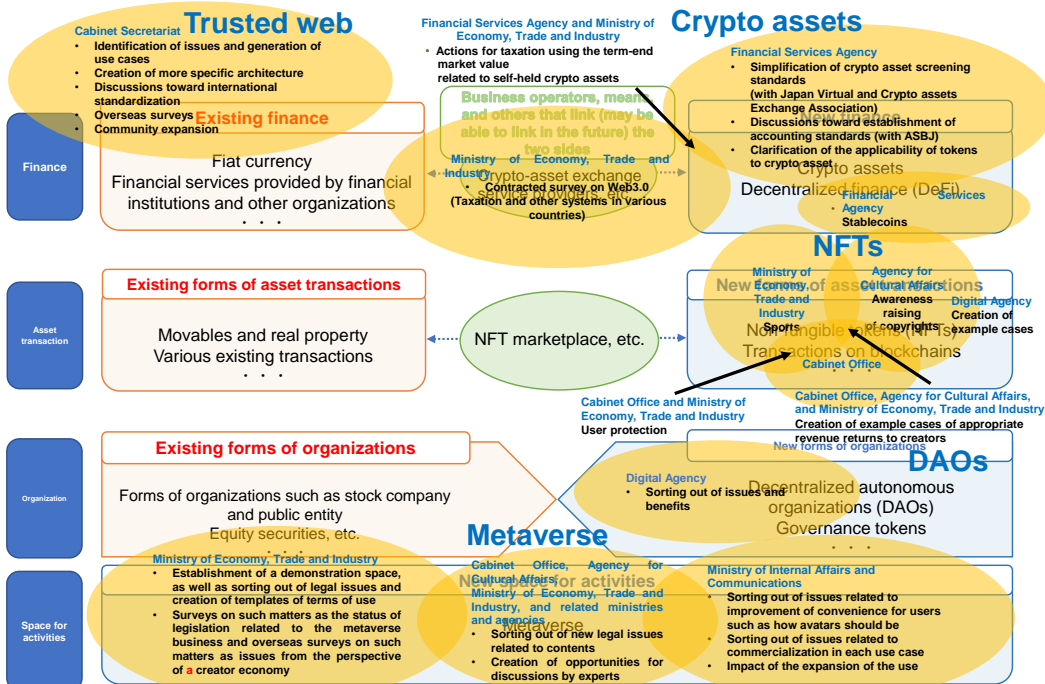 Trusted web
Cabinet Secretariat
• Identification of issues and generation of
use cases
• Creation of more specific architecture
• Discussions toward international
standardization
• Overseas surveys
• Community expansion
Financial Services Agency and Ministry of
Economy, Trade and Industry
• Actions for taxation using the term-end
market value
related to self-held crypto assets
Crypto assets
Financial Services Agency
• Simplification of crypto asset screening
standards
(with Japan Virtual and Crypto assets
Exchange Association)
• Discussions toward establishment of
accounting standards (with ASBJ)
• Clarification of the applicability of tokens
to crypto asset
Finance
Existing finance
Fiat currency
Financial services provided by financial
institutions and other organizations
・・・
Business operators, means,
and others that link (may be
able to link in the future) the
two sides
Crypto-asset exchange
service providers, etc.
Ministry of Economy, Trade and
Industry
• Contracted survey on Web3.0
(Taxation and other systems in various
countries)
New finance
Crypto assets
Decentralized finance (DeFi)
Financial Services
Agency
• Stablecoins
NFTs
Asset
transaction
Existing forms of asset transactions
Movables and real property
Various existing transactions
・・・
NFT marketplace, etc.
New forms of asset transactions
Non-fungible tokens (NFTs)
Transactions on blockchains
・・・
Ministry of
Economy,
Trade and
Industry
Sports
Agency for
Cultural Affairs
Awareness
raising
of copyrights
Digital Agency
Creation of
example cases
Cabinet Office
Cabinet Office and Ministry of
Economy, Trade and Industry
User protection
Cabinet Office, Agency for Cultural Affairs,
and Ministry of Economy, Trade and Industry
Creation of example cases of appropriate
revenue returns to creators
Organization
Existing forms of organizations
Forms of organizations such as stock company
and public entity
Equity securities, etc.
・・・
New forms of organizations
DAOs
Digital Agency
• Sorting out of issues and
benefits
Decentralized autonomous
organizations (DAOs)
Governance tokens
・・・
Metaverse
Space for
activities
New space for activities
Metaverse
Ministry of Economy, Trade and Industry
• Establishment of a demonstration space,
as well as sorting out of legal issues and
creation of templates of terms of use
• Surveys on such matters as the status of
legislation related to the metaverse
business and overseas surveys on such
matters as issues from the perspective
of a creator economy
Cabinet Office, Agency for
Cultural Affairs,
Ministry of Economy, Trade and
Industry, and related ministries
and agencies
• Sorting out of new legal issues
related to contents
• Creation of opportunities for
discussions by experts
Ministry of Internal Affairs and
Communications
• Sorting out of issues related to
improvement of convenience for users
such as how avatars should be
• Sorting out of issues related to
commercialization in each use case
• Impact of the expansion of the use